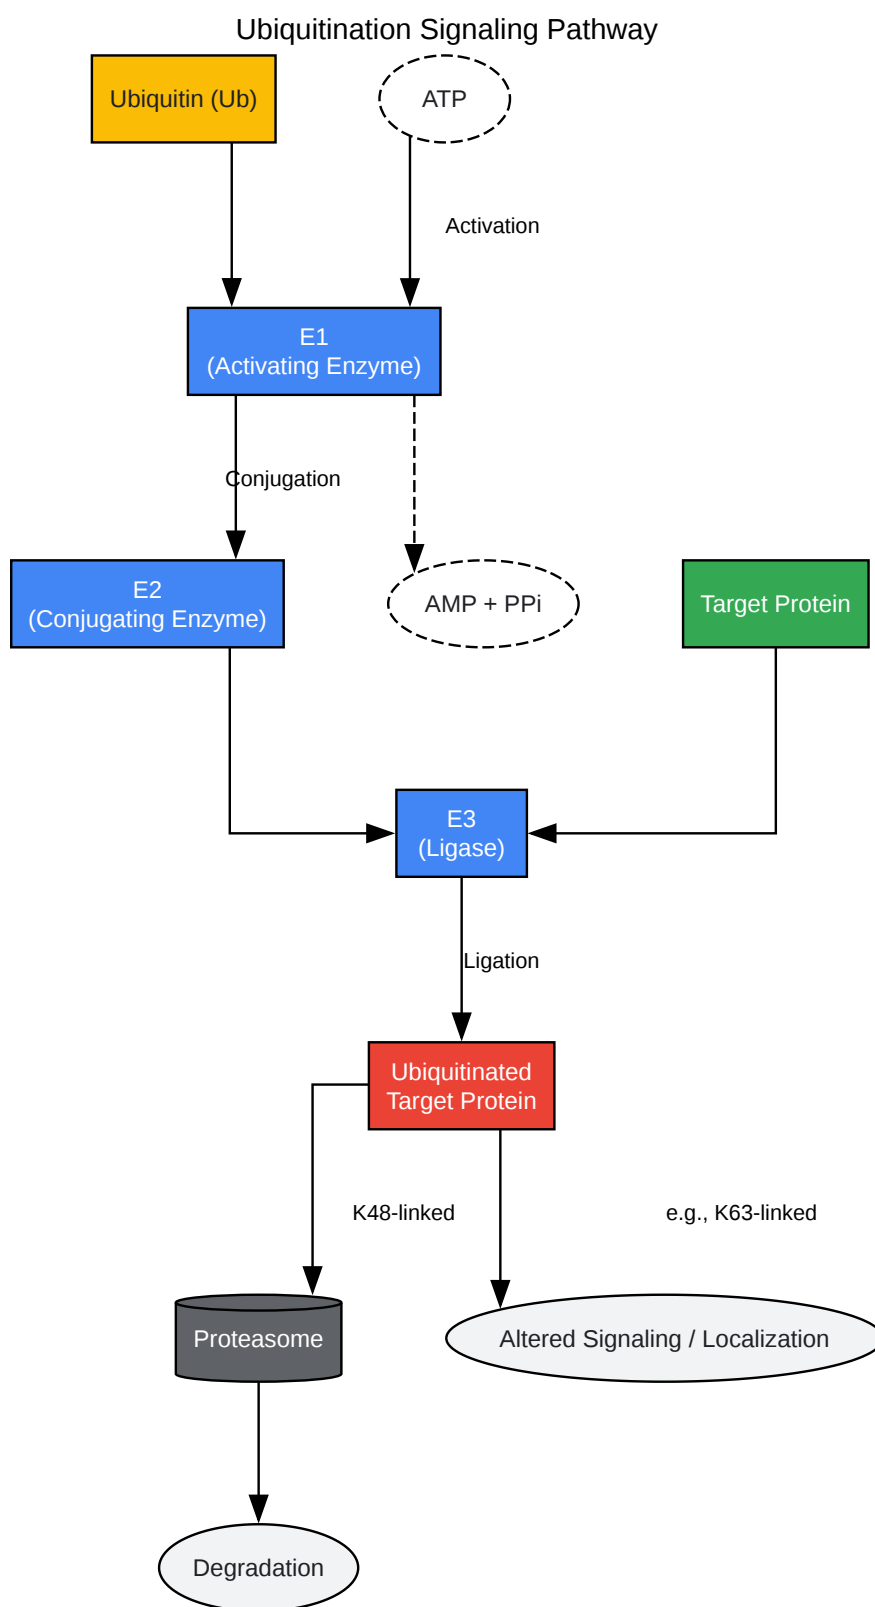 Ubiquitination Signaling Pathway
Ubiquitin (Ub)
ATP
Activation
E1
(Activating Enzyme)
Conjugation
E2
(Conjugating Enzyme)
AMP + PPi
Target Protein
E3
(Ligase)
Ligation
Ubiquitinated
Target Protein
K48-linked
e.g., K63-linked
Proteasome
Altered Signaling / Localization
Degradation